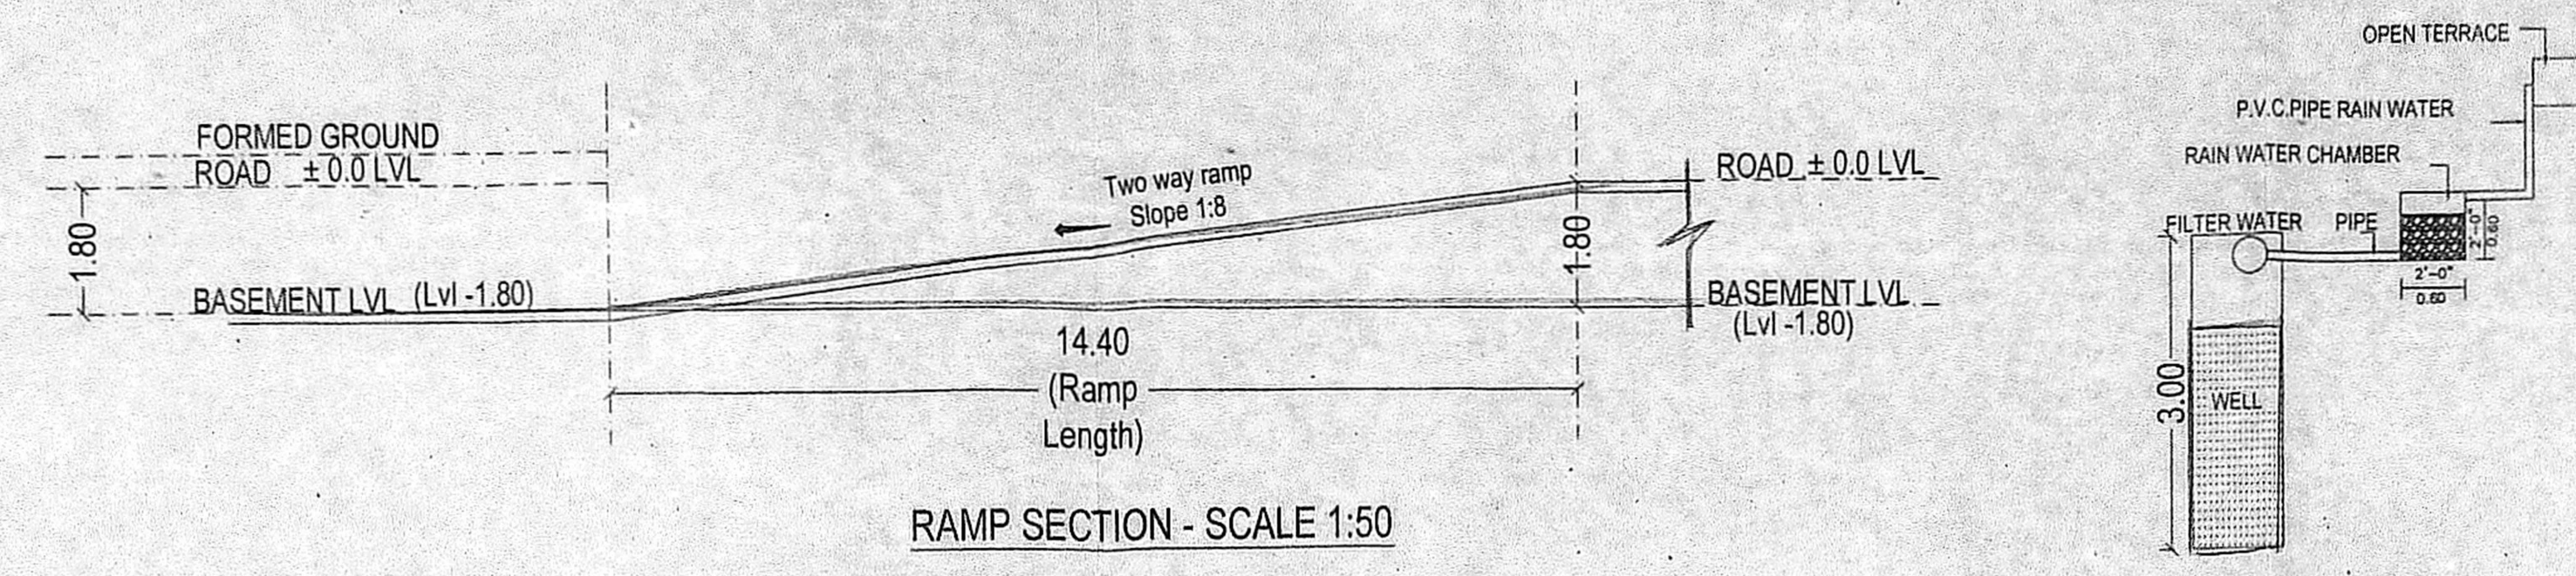 FORMED GROUND
ROAD ± 0.0 LVL
1.80
BASEMENT LVL (Lvl -1.80)
Two way ramp
Slope 1:8
ROAD ± 0.0 LVL
1.80
BASEMENT LVL
(Lvl -1.80)
14.40
(Ramp
Length)
RAMP SECTION - SCALE 1:50
OPEN TERRACE
P.V.C.PIPE RAIN WATER
RAIN WATER CHAMBER
FILTER WATER PIPE
2'-0"
0.60
2'-0"
0.60
3.00
WELL